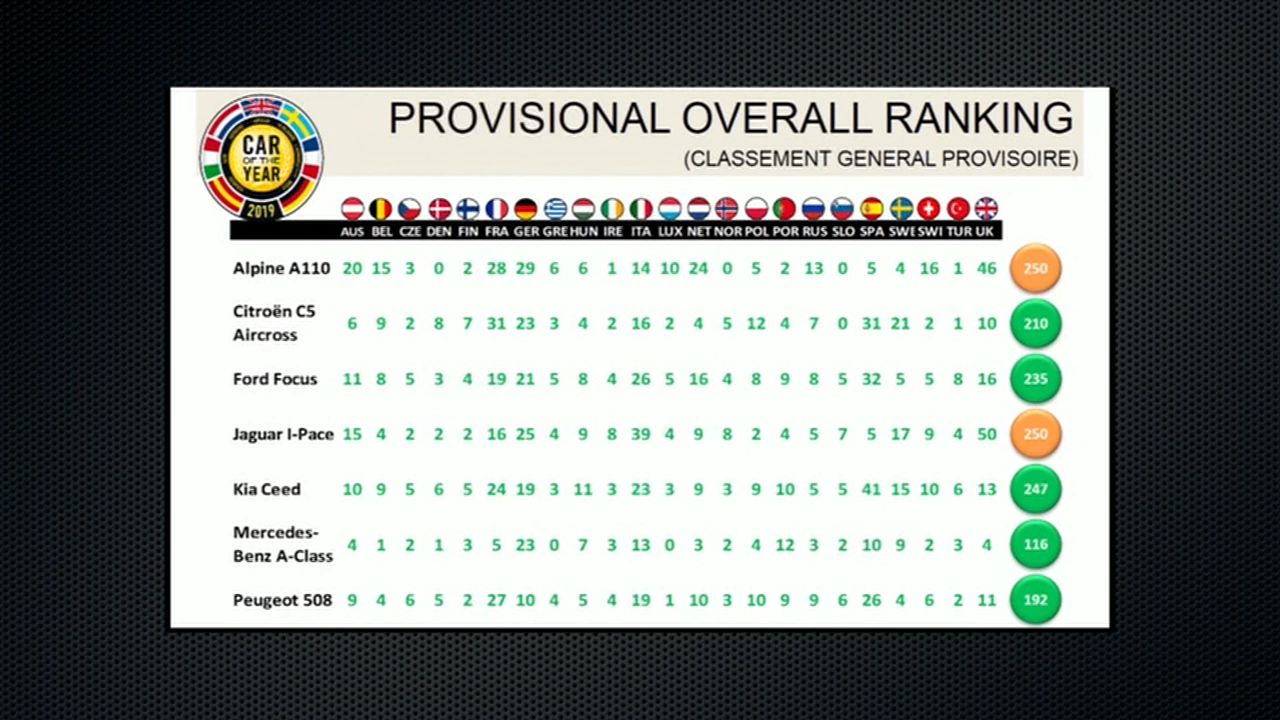 PROVISIONAL OVERALL RANKING
(CLASSEMENT GENERAL PROVISOIRE)
CAR
OF THE
YEAR
2019
AUS BEL CZE DEN FIN FRA GER GRE HUN IRE ITA LUX NET NOR POL POR RUS SLO SPA SWE SWI TUR UK
Alpine A110 20 15 3 0 2 28 29 6 6 1 14 10 24 0 5 2 13 0 5 4 16 1 46 250
Citroën C5
Aircross 6 9 2 8 7 31 23 3 4 2 16 2 4 5 12 4 7 0 31 21 2 1 10 210
Ford Focus 11 8 5 3 4 19 21 5 8 4 26 5 16 4 8 9 8 5 32 5 5 8 16 235
Jaguar I-Pace 15 4 2 2 2 16 25 4 9 8 39 4 9 8 2 4 5 7 5 17 9 4 50 250
Kia Ceed 10 9 5 6 5 24 19 3 11 3 23 3 9 3 9 10 5 5 41 15 10 6 13 247
Mercedes-
Benz A-Class 4 1 2 1 3 5 23 0 7 3 13 0 3 2 4 12 3 2 10 9 2 3 4 116
Peugeot 508 9 4 6 5 2 27 10 4 5 4 19 1 10 3 10 9 9 6 26 4 6 2 11 192